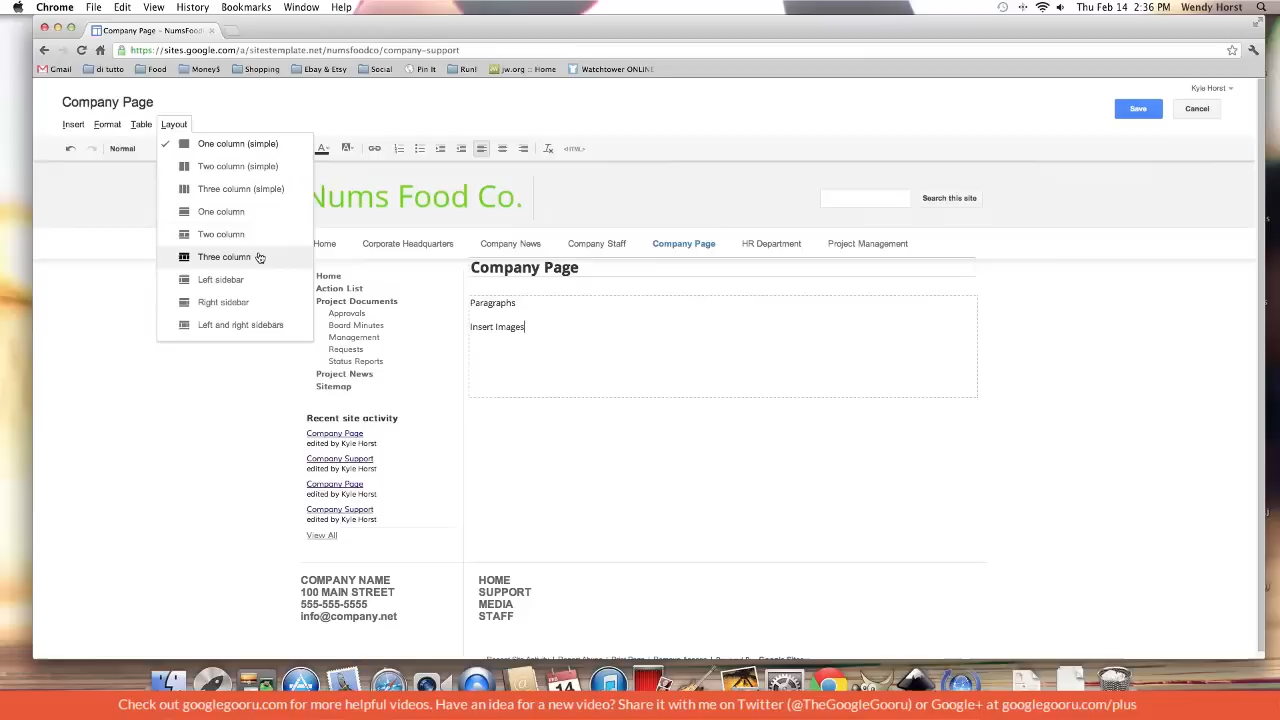 Chrome File Edit View History Bookmarks Window Help Thu Feb 14 2:36 PM Wendy Horst
Company Page - NumsFood
https://sites.google.com/a/sitestemplate.net/numsfoodco/company-support
Gmail di tutto Food Money$ Shopping Ebay & Etsy Social Pin It Run! jw.org :: Home Watchtower ONLINE
Kyle Horst
Company Page
Save Cancel
Insert Format Table Layout
Normal <HTML>
One column (simple)
Two column (simple)
Three column (simple)
One column
Two column
Three column
Left sidebar
Right sidebar
Left and right sidebars
Nums Food Co.
Search this site
Home Corporate Headquarters Company News Company Staff Company Page HR Department Project Management
Home
Action List
Project Documents
Approvals
Board Minutes
Management
Requests
Status Reports
Project News
Sitemap
Recent site activity
Company Page
edited by Kyle Horst
Company Support
edited by Kyle Horst
Company Page
edited by Kyle Horst
Company Support
edited by Kyle Horst
View All
Company Page
Paragraphs
Insert Images
COMPANY NAME
100 MAIN STREET
555-555-5555
info@company.net
HOME
SUPPORT
MEDIA
STAFF
14
Check out googlegooru.com for more helpful videos. Have an idea for a new video? Share it with me on Twitter (@TheGoogleGooru) or Google+ at googlegooru.com/plus